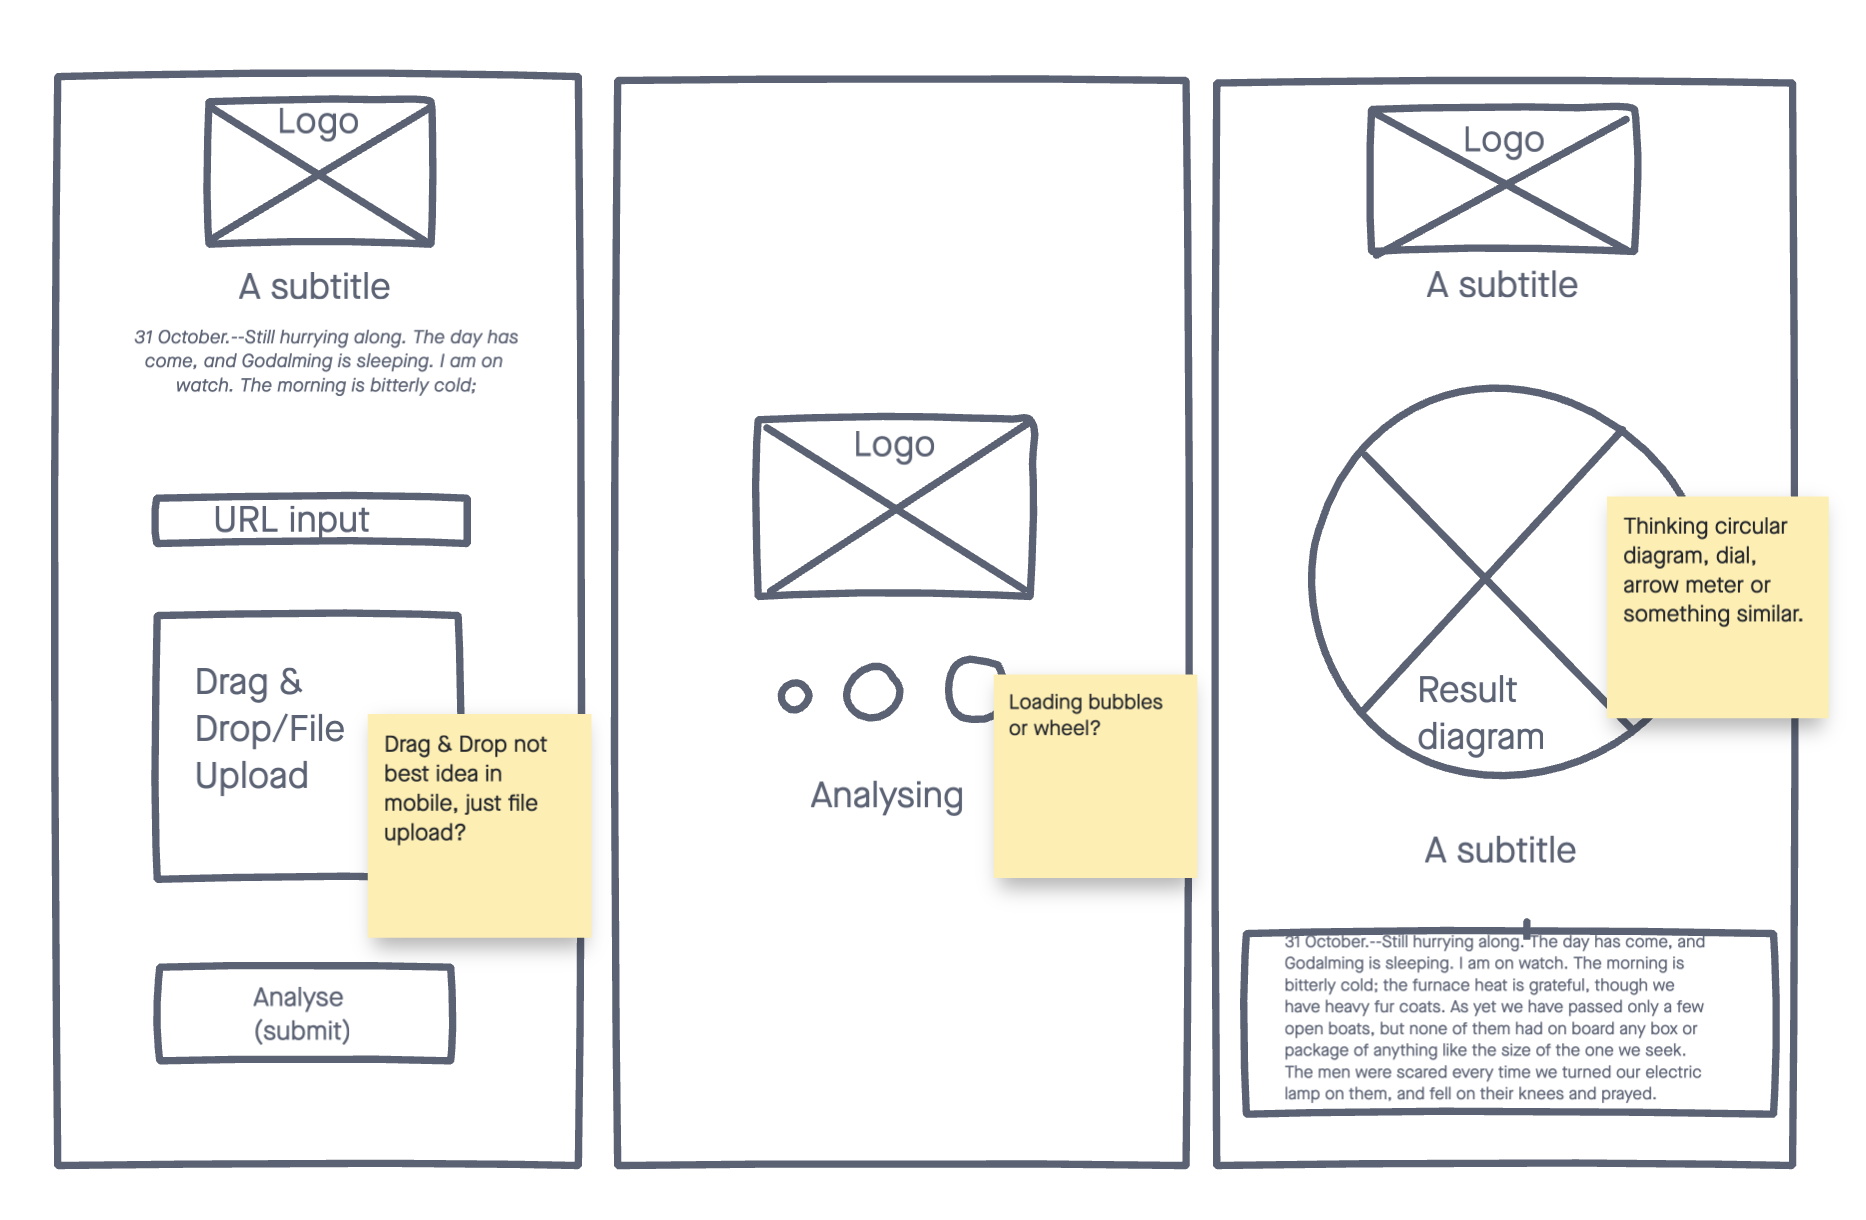 Logo
A subtitle
31 October.--Still hurrying along. The day has
come, and Godalming is sleeping. I am on
watch. The morning is bitterly cold;
URL input
Drag &
Drop/File
Upload
Drag & Drop not
best idea in
mobile, just file
upload?
Analyse
(submit)
Logo
Loading bubbles
or wheel?
Analysing
Logo
A subtitle
Thinking circular
diagram, dial,
arrow meter or
something similar.
Result
diagram
A subtitle
31 October.--Still hurrying along. The day has come, and
Godalming is sleeping. I am on watch. The morning is
bitterly cold; the furnace heat is grateful, though we
have heavy fur coats. As yet we have passed only a few
open boats, but none of them had on board any box or
package of anything like the size of the one we seek.
The men were scared every time we turned our electric
lamp on them, and fell on their knees and prayed.